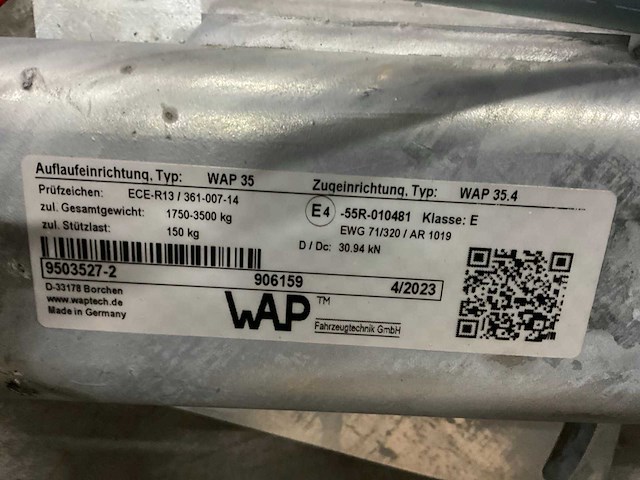 Auflaufeinrichtung, Typ: WAP 35 Zugeinrichtung, Typ: WAP 35.4
Prüfzeichen: ECE-R13 / 361-007-14 E4 -55R-010481 Klasse: E
zul. Gesamtgewicht: 1750-3500 kg EWG 71/320 / AR 1019
zul. Stützlast: 150 kg D / Dc: 30.94 kN
9503527-2 906159 4/2023
D-33178 Borchen
www.waptech.de
Made in Germany
WAP ™
Fahrzeugtechnik GmbH